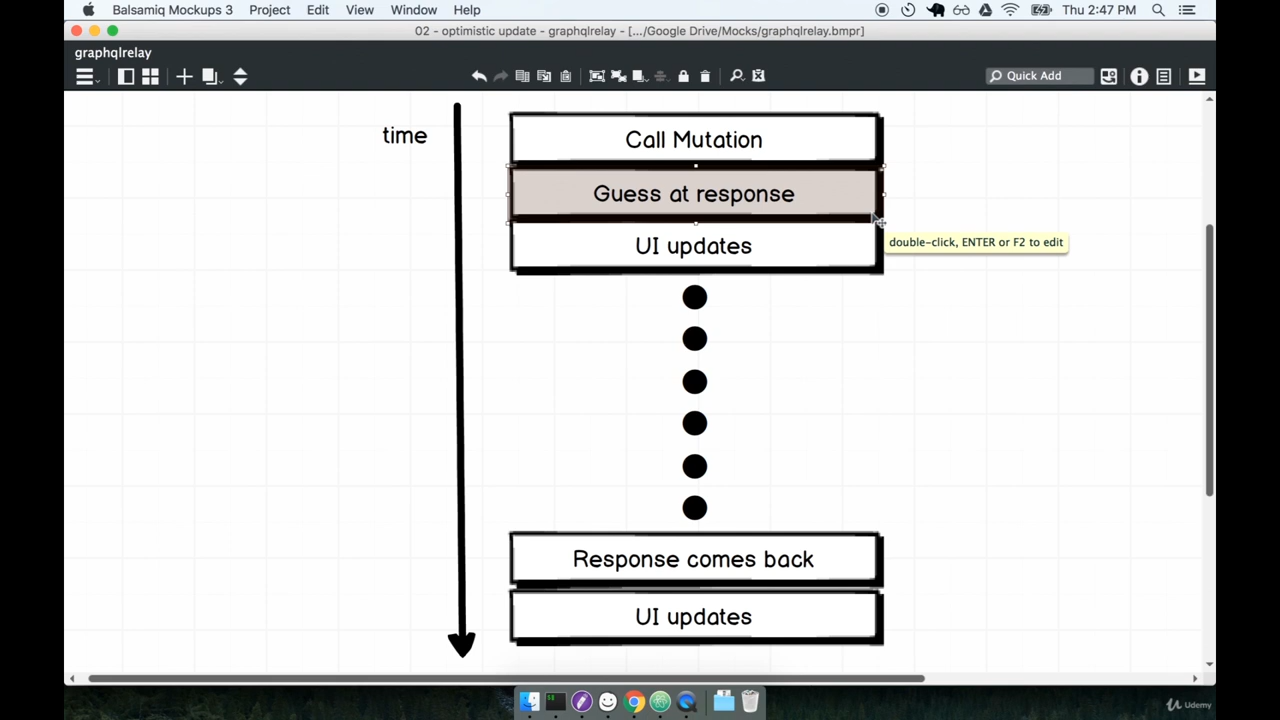 Balsamiq Mockups 3 Project Edit View Window Help Thu 2:47 PM
02 - optimistic update - graphqlrelay - [.../Google Drive/Mocks/graphqlrelay.bmpr]
graphqlrelay
Quick Add
time
Call Mutation
Guess at response
UI updates
double-click, ENTER or F2 to edit
Response comes back
UI updates
Udemy